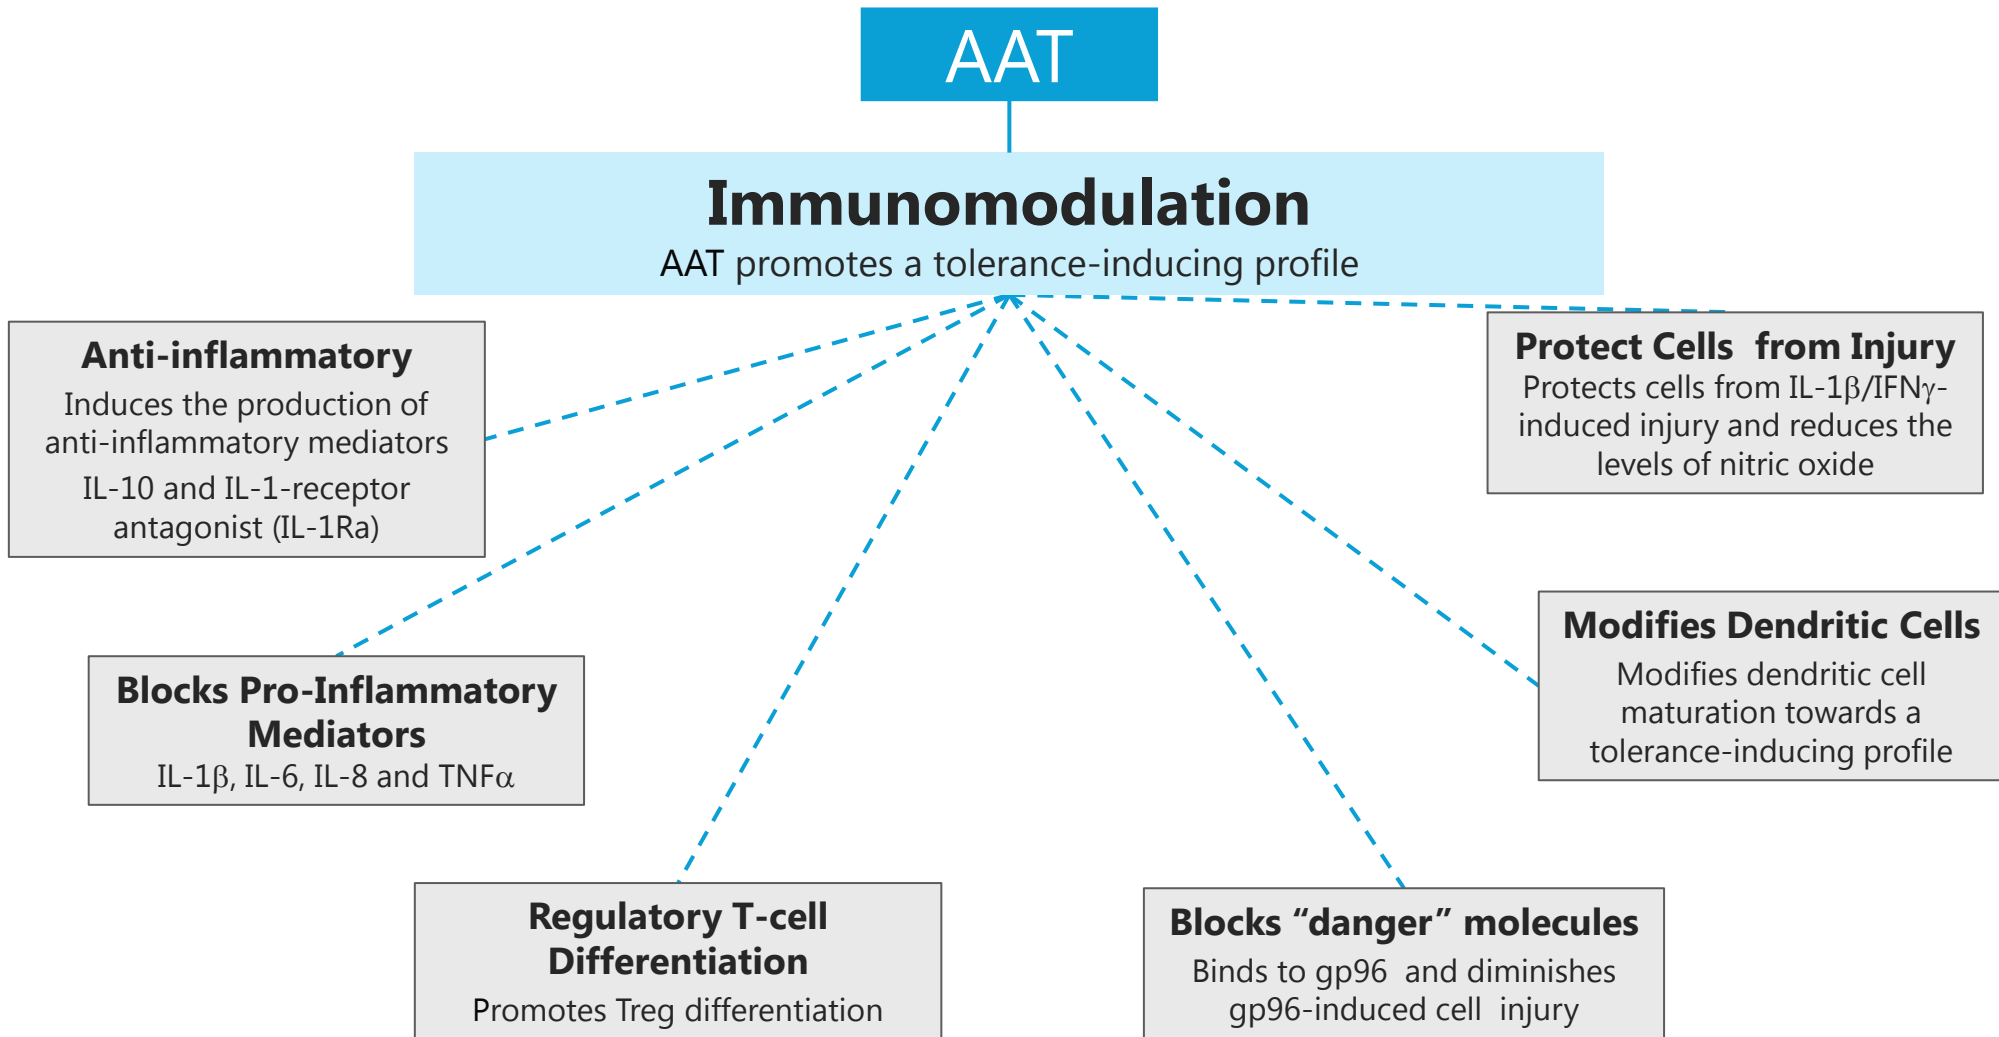 AAT
Immunomodulation
AAT promotes a tolerance-inducing profile
Anti-inflammatory
Induces the production of
anti-inflammatory mediators
IL-10 and IL-1-receptor
antagonist (IL-1Ra)
Protect Cells  from Injury
Protects cells from IL-1β/IFNγ-
induced injury and reduces the
levels of nitric oxide
Blocks Pro-Inflammatory
Mediators
IL-1β, IL-6, IL-8 and TNFα
Modifies Dendritic Cells
Modifies dendritic cell
maturation towards a
tolerance-inducing profile
Regulatory T-cell
Differentiation
Promotes Treg differentiation
Blocks “danger” molecules
Binds to gp96  and diminishes
gp96-induced cell  injury